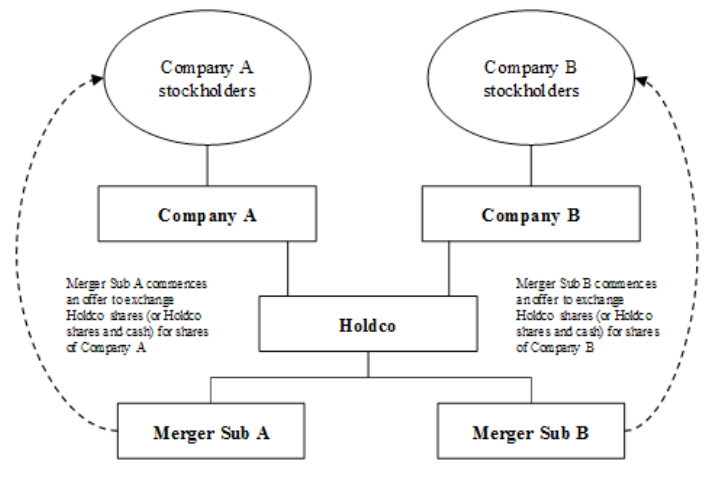 Company A
stockholders
Company B
stockholders
Company A
Company B
Merger Sub A commences
an offer to exchange
Holdco shares (or Holdco
shares and cash) for shares
of Company A
Merger Sub B commences
an offer to exchange
Holdco shares (or Holdco
shares and cash) for shares
of Company B
Holdco
Merger Sub A
Merger Sub B